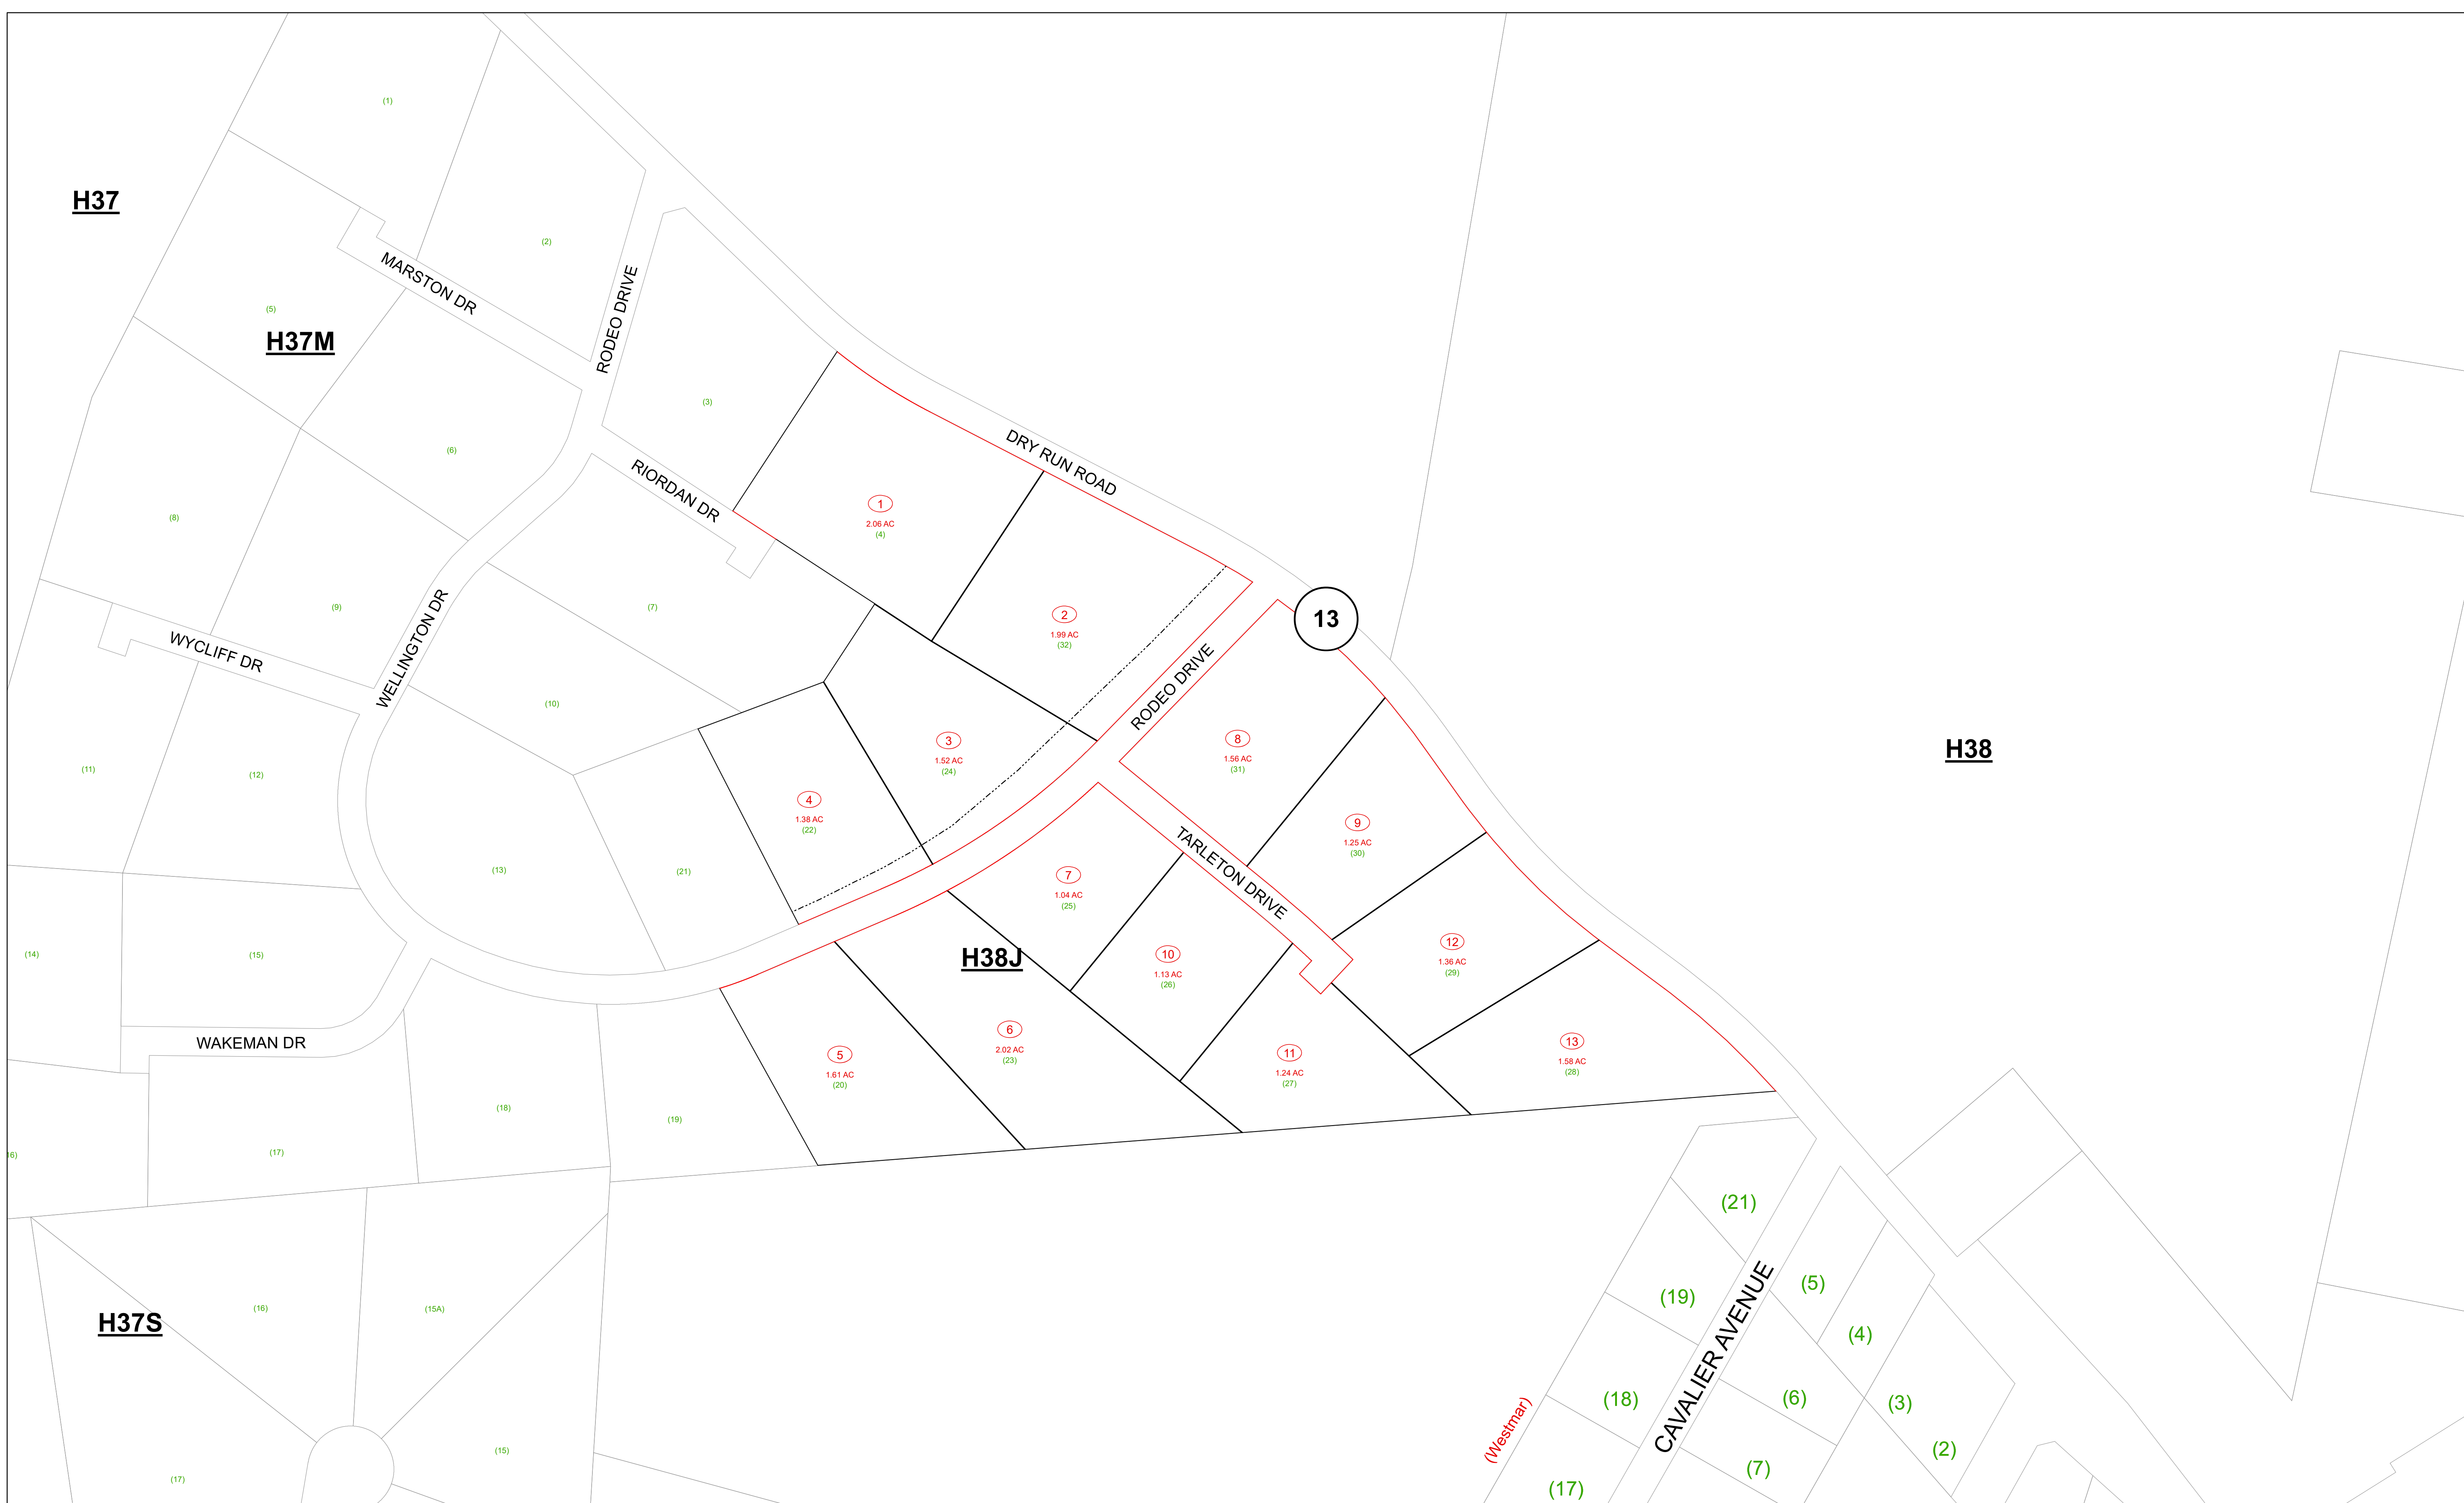 (1)
H37
(2)
MARSTON DR
(5)
H37M
RODEO DRIVE
(3)
(6)
DRY RUN ROAD
RIORDAN DR
(8)
1
2.06 AC
(4)
(9)
(7)
WELLINGTON DR
2
1.99 AC
(32)
13
WYCLIFF DR
RODEO DRIVE
(10)
3
1.52 AC
(24)
8
1.56 AC
(31)
H38
(11)
(12)
4
1.38 AC
(22)
9
1.25 AC
(30)
(13)
(21)
7
1.04 AC
(25)
TARLETON DRIVE
(14)
(15)
H38J
10
1.13 AC
(26)
12
1.36 AC
(29)
WAKEMAN DR
5
1.61 AC
(20)
6
2.02 AC
(23)
11
1.24 AC
(27)
13
1.58 AC
(28)
(18)
(19)
16)
(17)
(21)
(16)
(15A)
H37S
(19)
(5)
(4)
CAVALIER AVENUE
(18)
(6)
(3)
(Westmar)
(15)
(2)
(17)
(17)
(7)